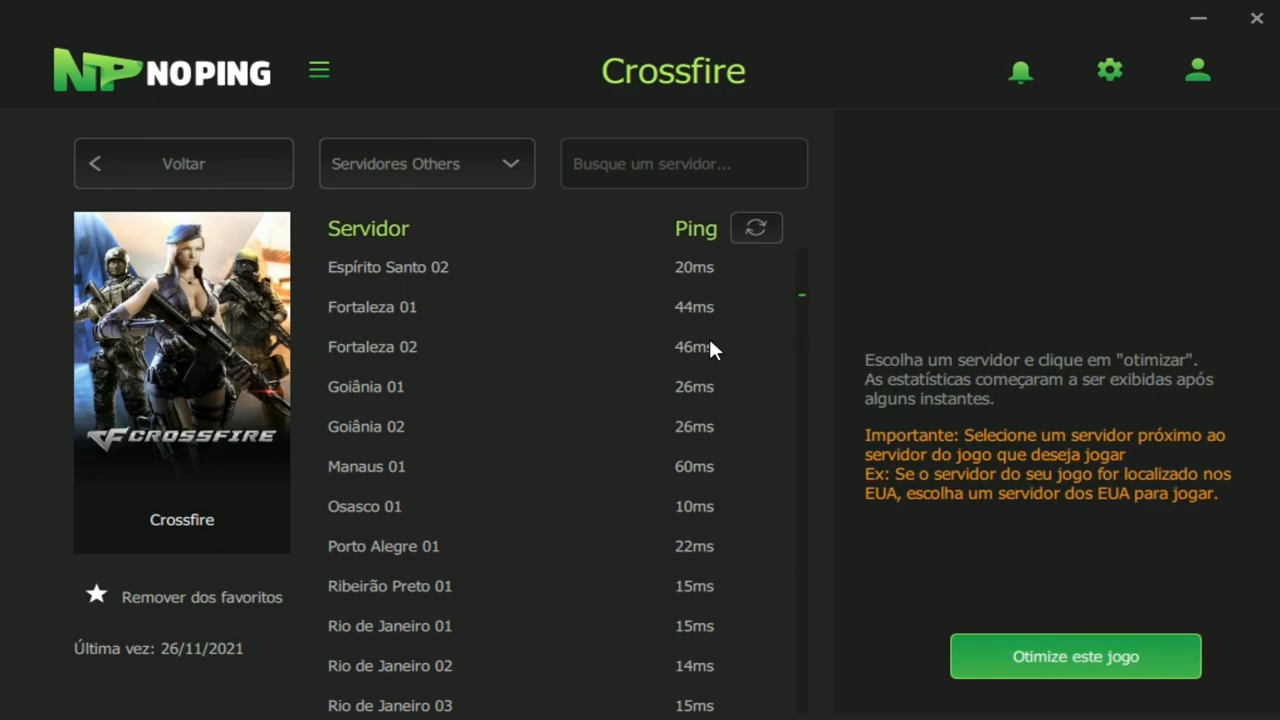 NP NOPING
Crossfire
Voltar
Servidores Others
Busque um servidor...
CROSSFIRE
Crossfire
Remover dos favoritos
Última vez: 26/11/2021
Servidor Ping
Espírito Santo 02 20ms
Fortaleza 01 44ms
Fortaleza 02 46ms
Goiânia 01 26ms
Goiânia 02 26ms
Manaus 01 60ms
Osasco 01 10ms
Porto Alegre 01 22ms
Ribeirão Preto 01 15ms
Rio de Janeiro 01 15ms
Rio de Janeiro 02 14ms
Rio de Janeiro 03 15ms
Escolha um servidor e clique em "otimizar".
As estatísticas começaram a ser exibidas após
alguns instantes.
Importante: Selecione um servidor próximo ao
servidor do jogo que deseja jogar
Ex: Se o servidor do seu jogo for localizado nos
EUA, escolha um servidor dos EUA para jogar.
Otimize este jogo